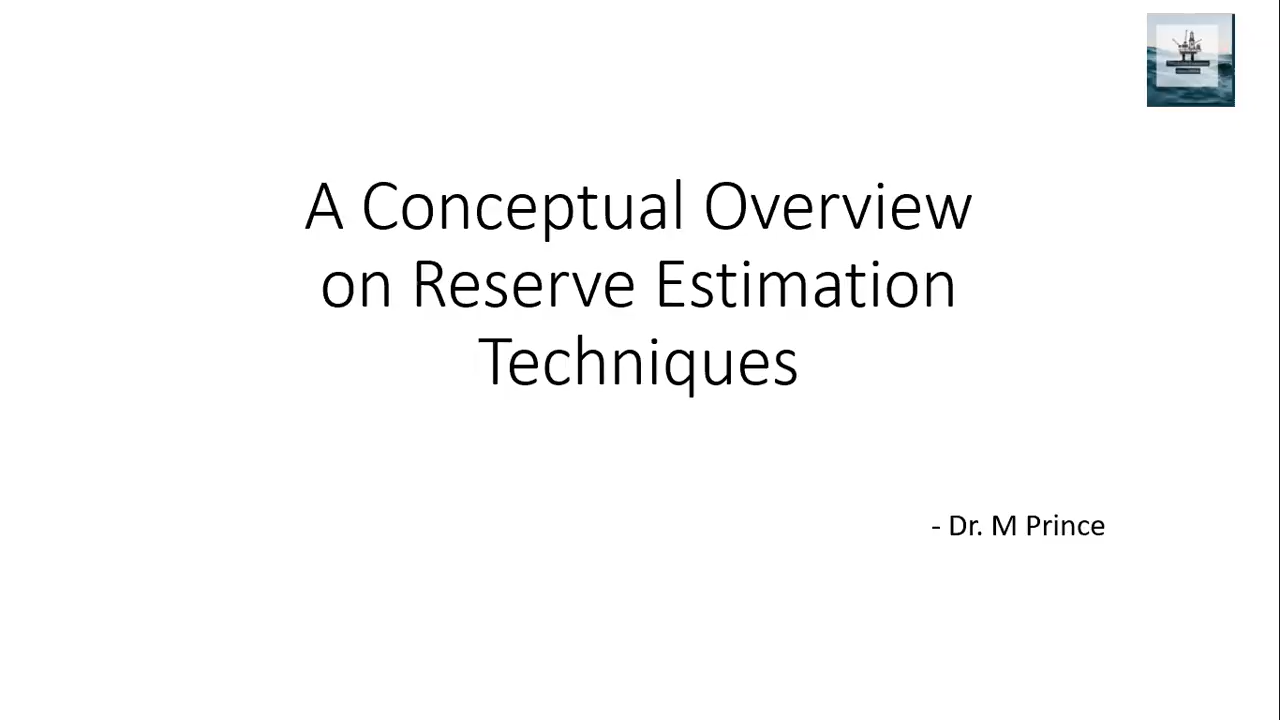 A Conceptual Overview
on Reserve Estimation
Techniques
- Dr. M Prince